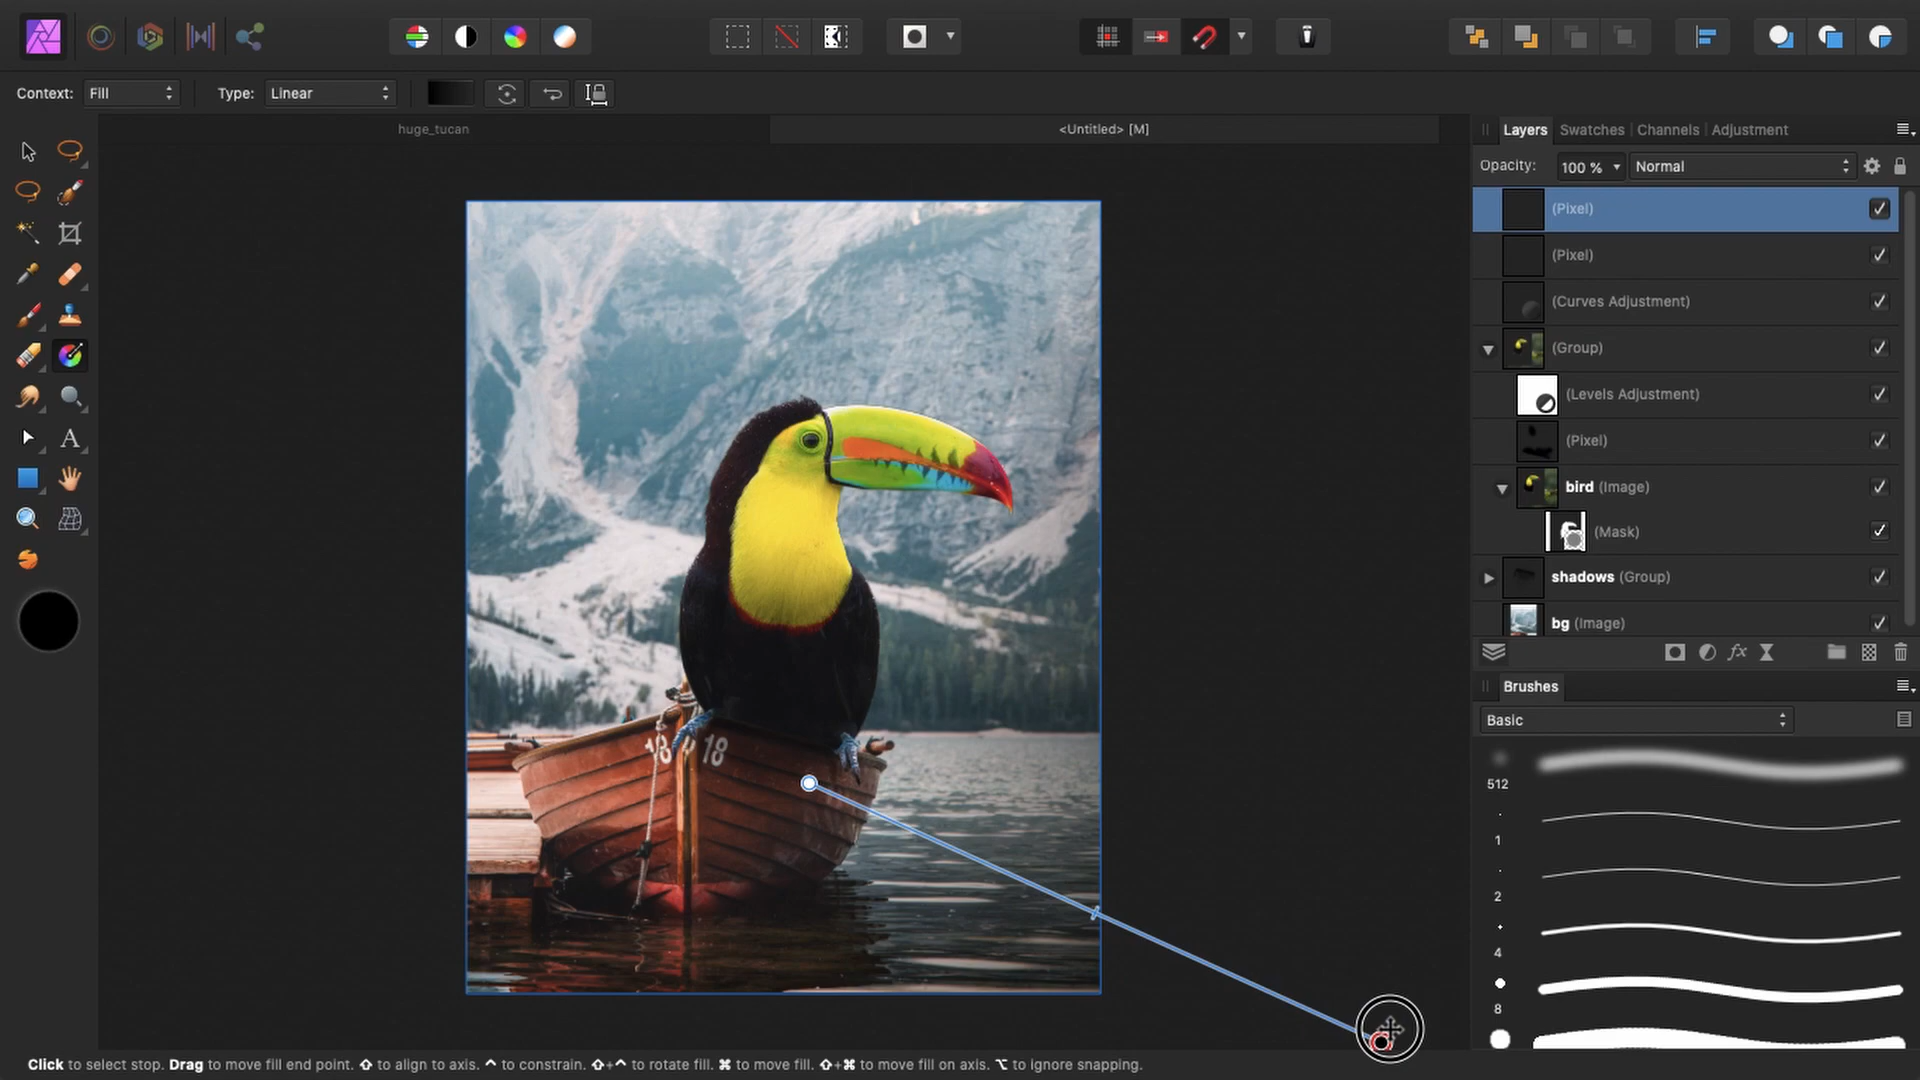 Context: Fill Type: Linear
huge_tucan <Untitled> [M]
Layers Swatches Channels Adjustment
Opacity: 100 % Normal
(Pixel)
(Pixel)
(Curves Adjustment)
(Group)
(Levels Adjustment)
(Pixel)
bird (Image)
(Mask)
shadows (Group)
bg (Image)
fx
Brushes
Basic
512
1
2
4
8
A
18 18
Click to select stop. Drag to move fill end point. ⇧ to align to axis. ^ to constrain. ⇧+^ to rotate fill. ⌘ to move fill. ⇧+⌘ to move fill on axis. ⌥ to ignore snapping.